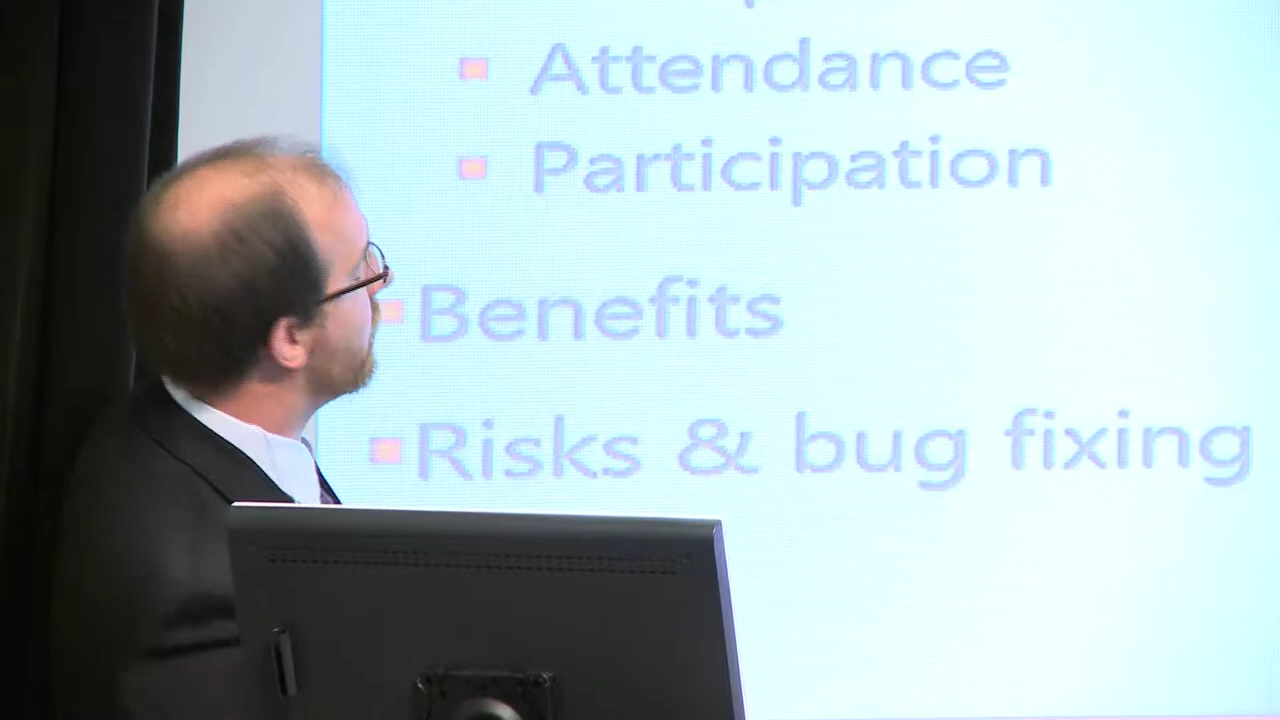 Attendance
Participation
Benefits
Risks & bug fixing